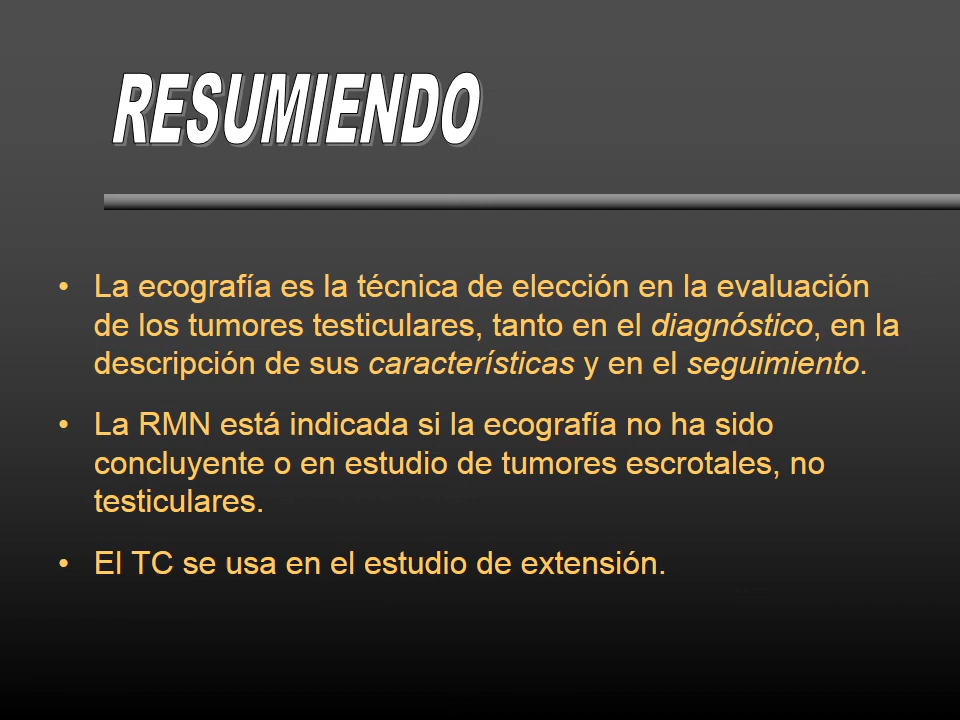 RESUMIENDO
• La ecografía es la técnica de elección en la evaluación
de los tumores testiculares, tanto en el diagnóstico, en la
descripción de sus características y en el seguimiento.
• La RMN está indicada si la ecografía no ha sido
concluyente o en estudio de tumores escrotales, no
testiculares.
• El TC se usa en el estudio de extensión.